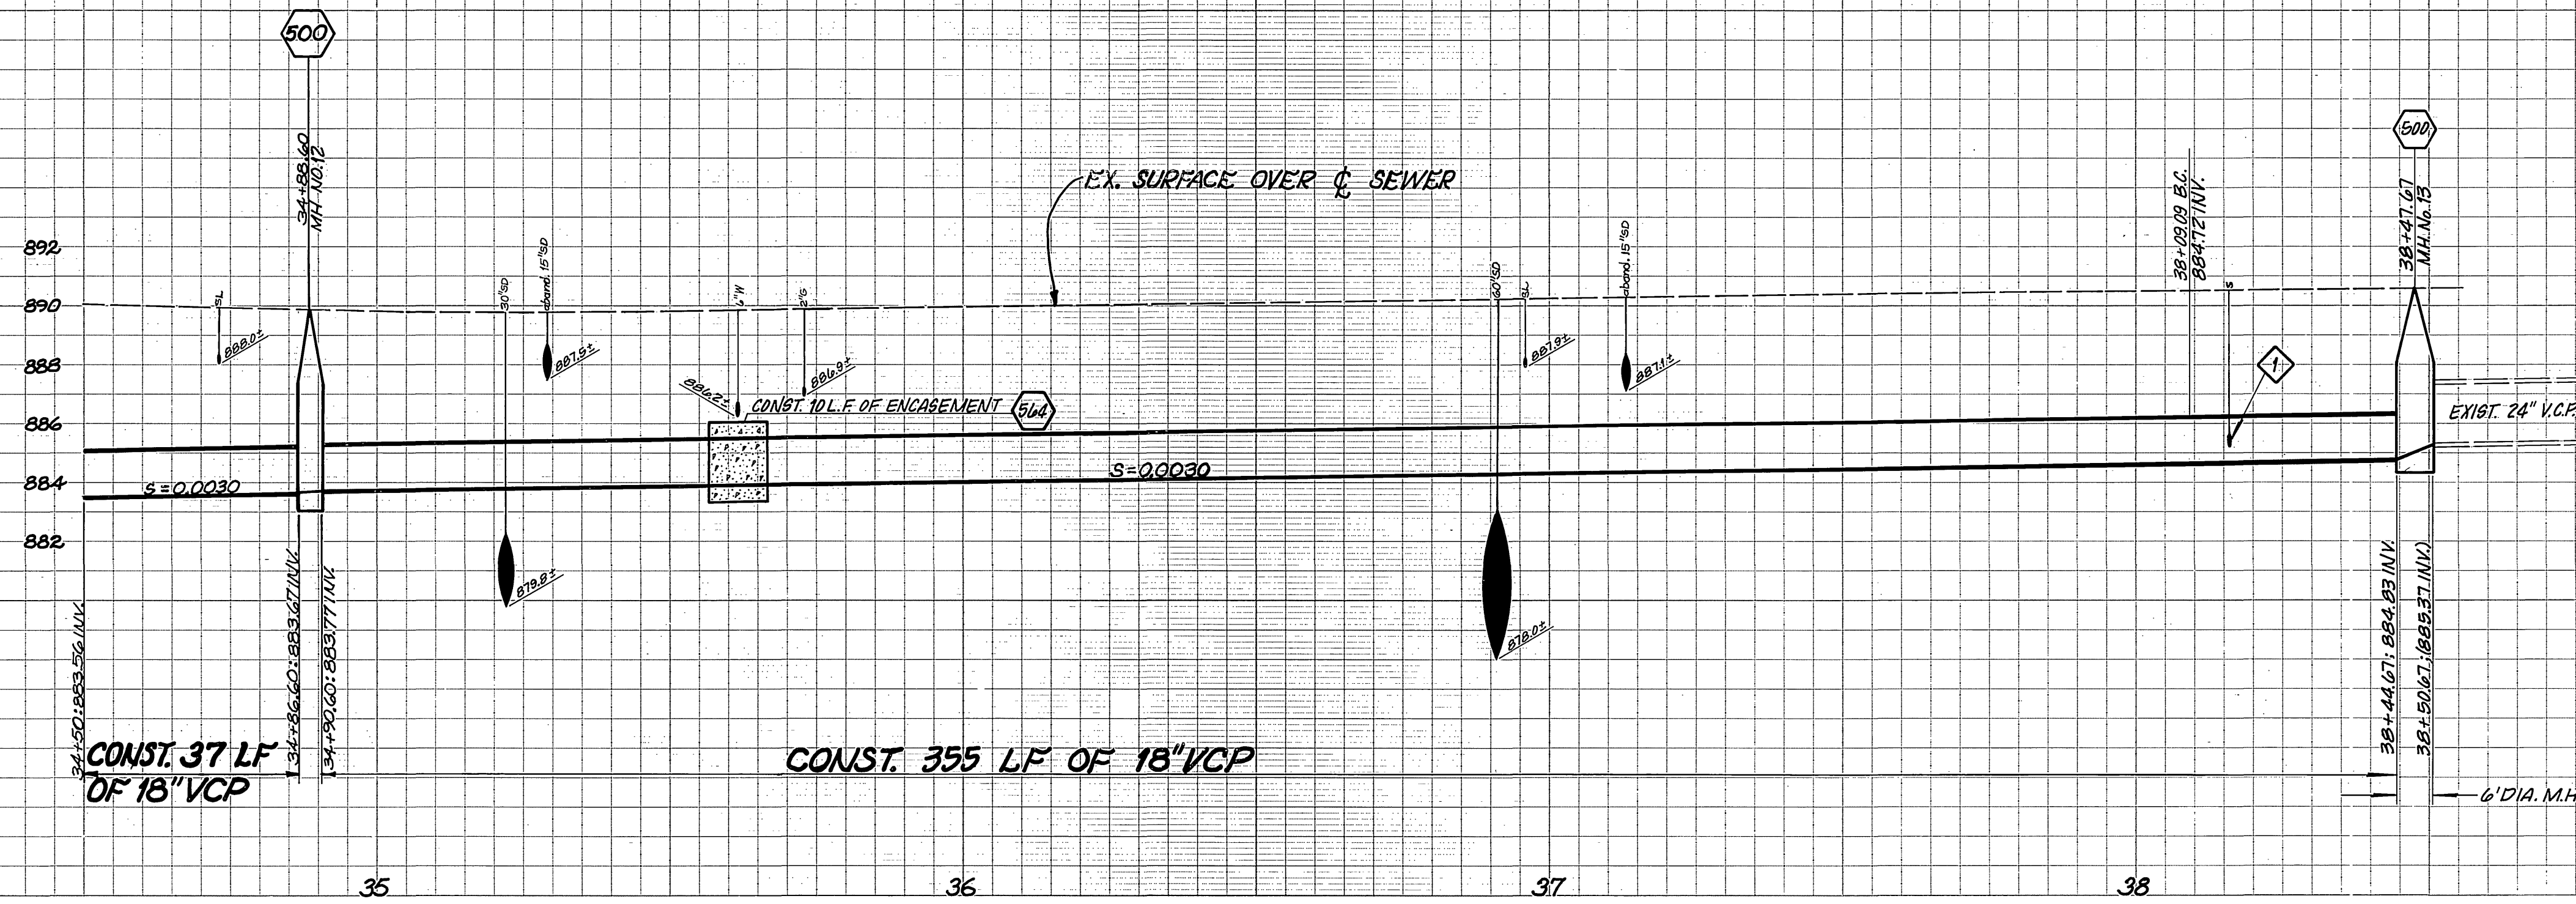 500
34+88.60
MH NO.12
500
38+47.67
M.H. No.13
EX. SURFACE OVER ℄ SEWER
38+09.09 B.C.
884.72 INV.
892
890
888
886
884
882
SL
888.0±
30"SD
879.8±
aband. 15"SD
887.5±
6"W
886.2±
2"G
886.9±
CONST. 10 L.F. OF ENCASEMENT
564
60"SD
878.0±
SL
887.9±
aband. 15"SD
887.1±
S
1
EXIST. 24" V.C.P.
S=0.0030
S=0.0030
34+50: 883.56 INV.
34+86.60: 883.67 INV.
34+90.60: 883.77 INV.
38+44.67; 884.83 INV.
38+50.67; (885.37 INV.)
CONST. 37 LF
OF 18" VCP
CONST. 355 LF OF 18" VCP
6' DIA. M.H
35
36
37
38